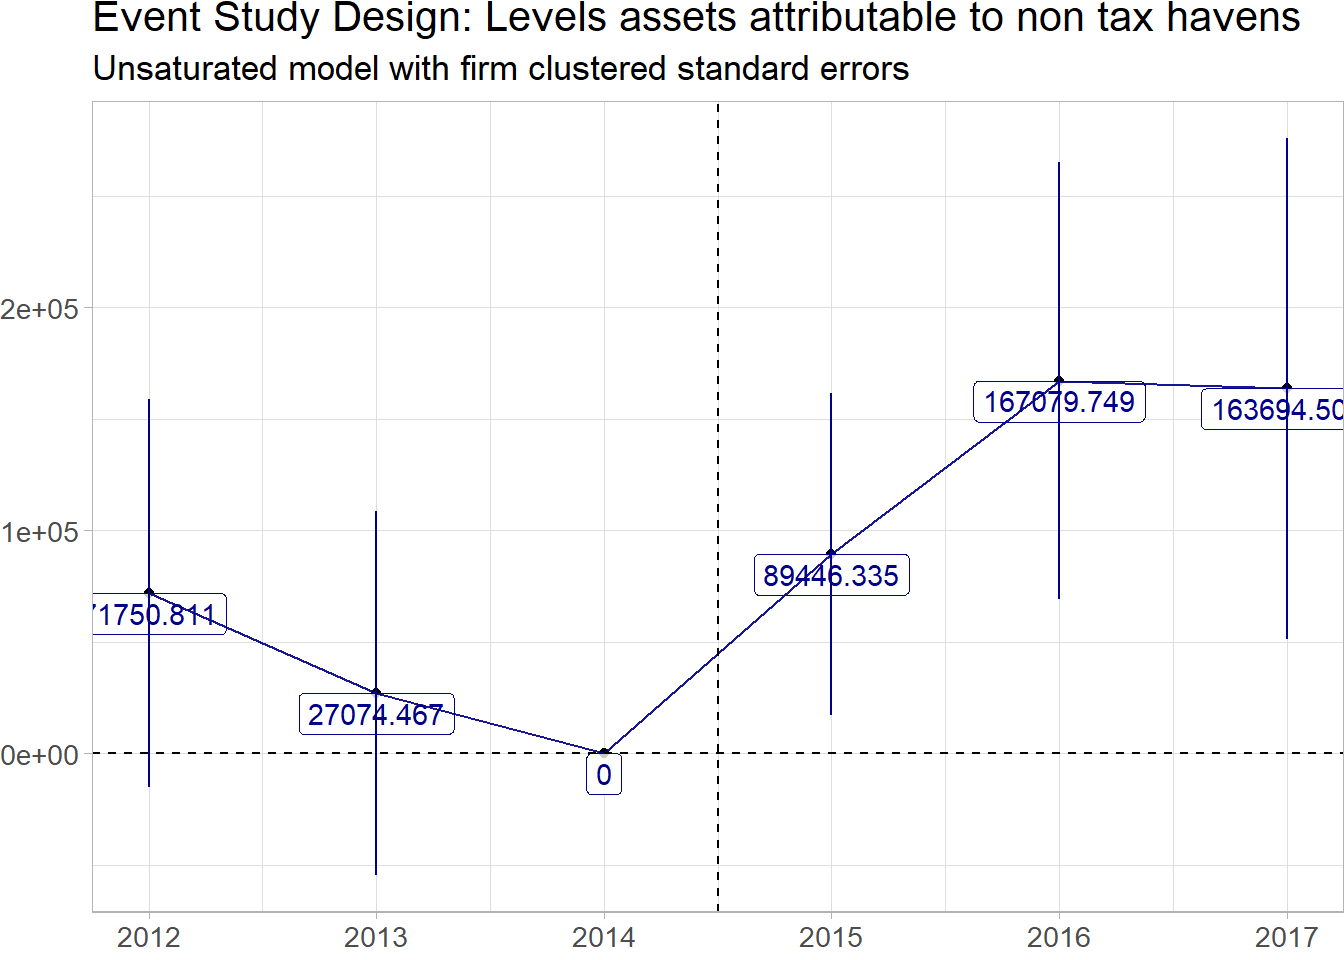 Event Study Design: Levels assets attributable to non tax havens
Unsaturated model with firm clustered standard errors
2e+05
1e+05
0e+00
71750.811
27074.467
0
89446.335
167079.749
163694.50
2012 2013 2014 2015 2016 2017